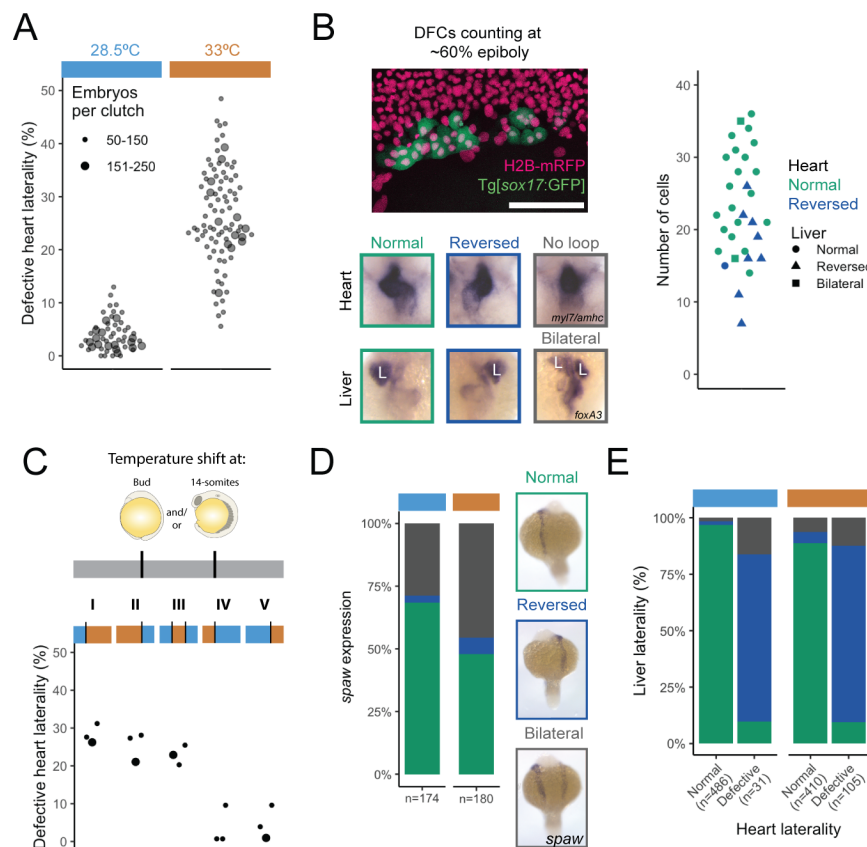 A
28.5ºC
33ºC
Embryos
per clutch
50-150
151-250
Defective heart laterality (%)
50
40
30
20
10
0
B
DFCs counting at
~60% epiboly
H2B-mRFP
Tg[sox17:GFP]
Normal
Reversed
No loop
Heart
myl7/amhc
Bilateral
Liver
L
L
L
L
foxA3
Number of cells
40
30
20
10
0
Heart
Normal
Reversed
Liver
Normal
Reverse
Bilateral
C
Temperature shift at:
Bud
14-somites
and/
or
I
II
III
IV
V
Defective heart laterality (%)
50
40
30
20
10
0
D
spaw expression
100%
75%
50%
25%
0%
n=174
n=180
Normal
Reversed
Bilateral
spaw
E
Liver laterality (%)
100%
75%
50%
25%
0%
Normal
(n=486)
Defective
(n=31)
Normal
(n=410)
Defective
(n=105)
Heart laterality